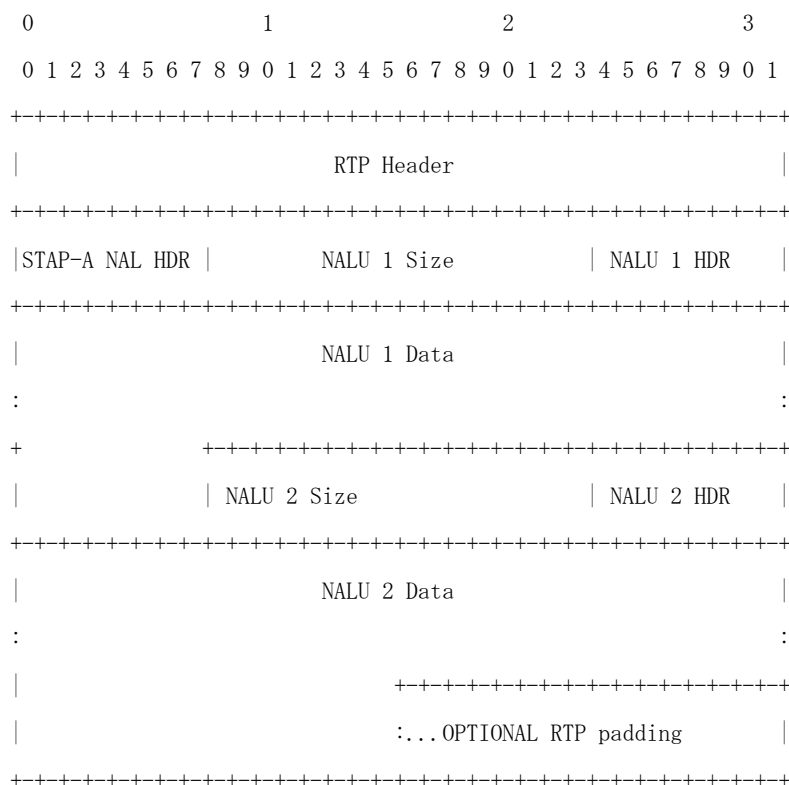 0                   1                   2                   3
0 1 2 3 4 5 6 7 8 9 0 1 2 3 4 5 6 7 8 9 0 1 2 3 4 5 6 7 8 9 0 1
+-+-+-+-+-+-+-+-+-+-+-+-+-+-+-+-+-+-+-+-+-+-+-+-+-+-+-+-+-+-+-+-+
|                          RTP Header                           |
+-+-+-+-+-+-+-+-+-+-+-+-+-+-+-+-+-+-+-+-+-+-+-+-+-+-+-+-+-+-+-+-+
|STAP-A NAL HDR |         NALU 1 Size           | NALU 1 HDR    |
+-+-+-+-+-+-+-+-+-+-+-+-+-+-+-+-+-+-+-+-+-+-+-+-+-+-+-+-+-+-+-+-+
|                         NALU 1 Data                           |
:                                                               :
+               +-+-+-+-+-+-+-+-+-+-+-+-+-+-+-+-+-+-+-+-+-+-+-+-+
|               | NALU 2 Size                   | NALU 2 HDR    |
+-+-+-+-+-+-+-+-+-+-+-+-+-+-+-+-+-+-+-+-+-+-+-+-+-+-+-+-+-+-+-+-+
|                         NALU 2 Data                           |
:                                                               :
|                               +-+-+-+-+-+-+-+-+-+-+-+-+-+-+-+-+
|                               :...OPTIONAL RTP padding        |
+-+-+-+-+-+-+-+-+-+-+-+-+-+-+-+-+-+-+-+-+-+-+-+-+-+-+-+-+-+-+-+-+